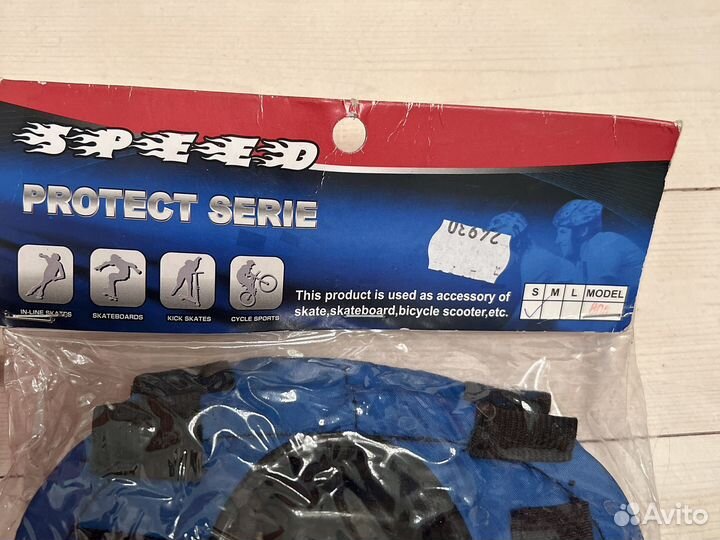 SPEED
PROTECT SERIE
26930
IN-LINE SKATES
SKATEBOARDS
KICK SKATES
CYCLE SPORTS
This product is used as accessory of
skate,skateboard,bicycle scooter,etc.
S M L MODEL
Avito